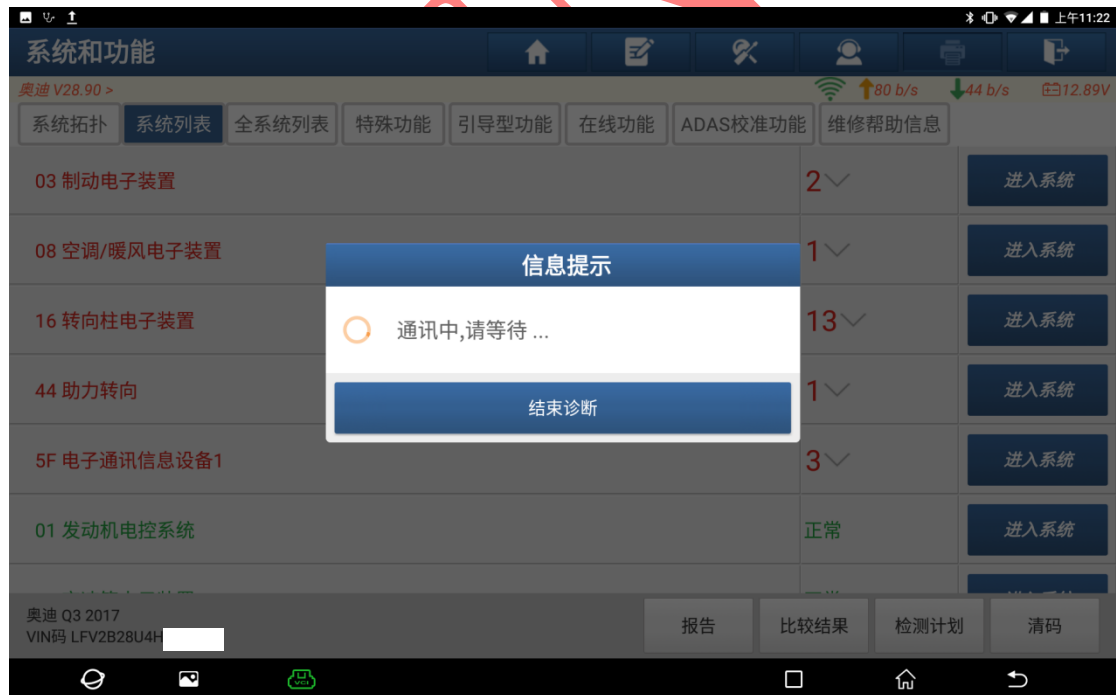 上午11:22
系统和功能
奥迪 V28.90 >
80 b/s 44 b/s 12.89V
系统拓扑 系统列表 全系统列表 特殊功能 引导型功能 在线功能 ADAS校准功能 维修帮助信息
03 制动电子装置 2 进入系统
08 空调/暖风电子装置 1 进入系统
信息提示
16 转向柱电子装置 13 进入系统
通讯中,请等待 ...
44 助力转向 1 进入系统
结束诊断
5F 电子通讯信息设备1 3 进入系统
01 发动机电控系统 正常 进入系统
奥迪 Q3 2017
VIN码 LFV2B28U4H
报告 比较结果 检测计划 清码
VCI